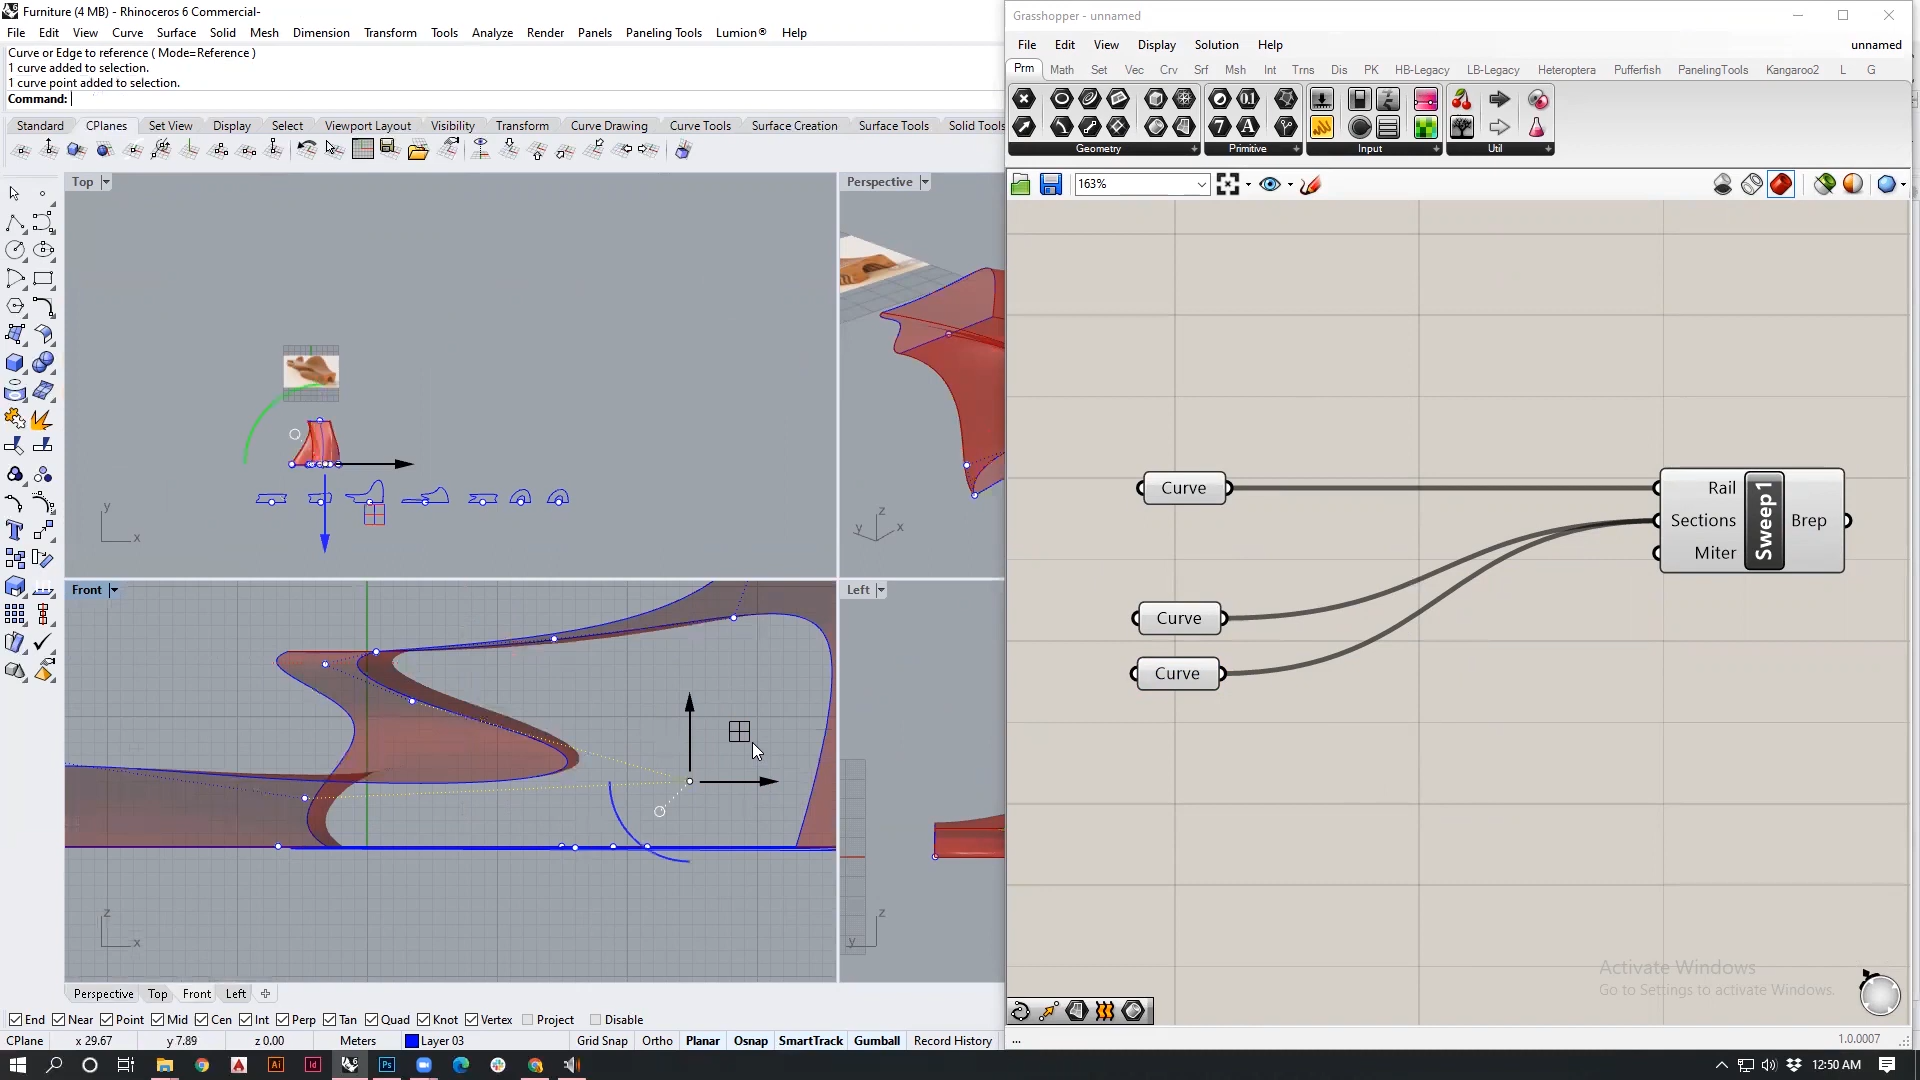 Furniture (4 MB) - Rhinoceros 6 Commercial-
File Edit View Curve Surface Solid Mesh Dimension Transform Tools Analyze Render Panels Paneling Tools Lumion® Help
Curve or Edge to reference ( Mode=Reference )
1 curve added to selection.
1 curve point added to selection.
Command:
Standard CPlanes Set View Display Select Viewport Layout Visibility Transform Curve Drawing Curve Tools Surface Creation Surface Tools Solid Tools
Top
Perspective
y
x
z
y
x
Front
Left
z
x
z
y
Perspective Top Front Left
End Near Point Mid Cen Int Perp Tan Quad Knot Vertex Project Disable
CPlane x 29.67 y 7.89 z 0.00 Meters Layer 03 Grid Snap Ortho Planar Osnap SmartTrack Gumball Record History
Grasshopper - unnamed
File Edit View Display Solution Help unnamed
Prm Math Set Vec Crv Srf Msh Int Trns Dis PK HB-Legacy LB-Legacy Heteroptera Pufferfish PanelingTools Kangaroo2 L G
Geometry Primitive Input Util
163%
Curve
Curve
Curve
Rail
Sections
Miter
Sweep1
Brep
Activate Windows
Go to Settings to activate Windows.
...
1.0.0007
12:50 AM